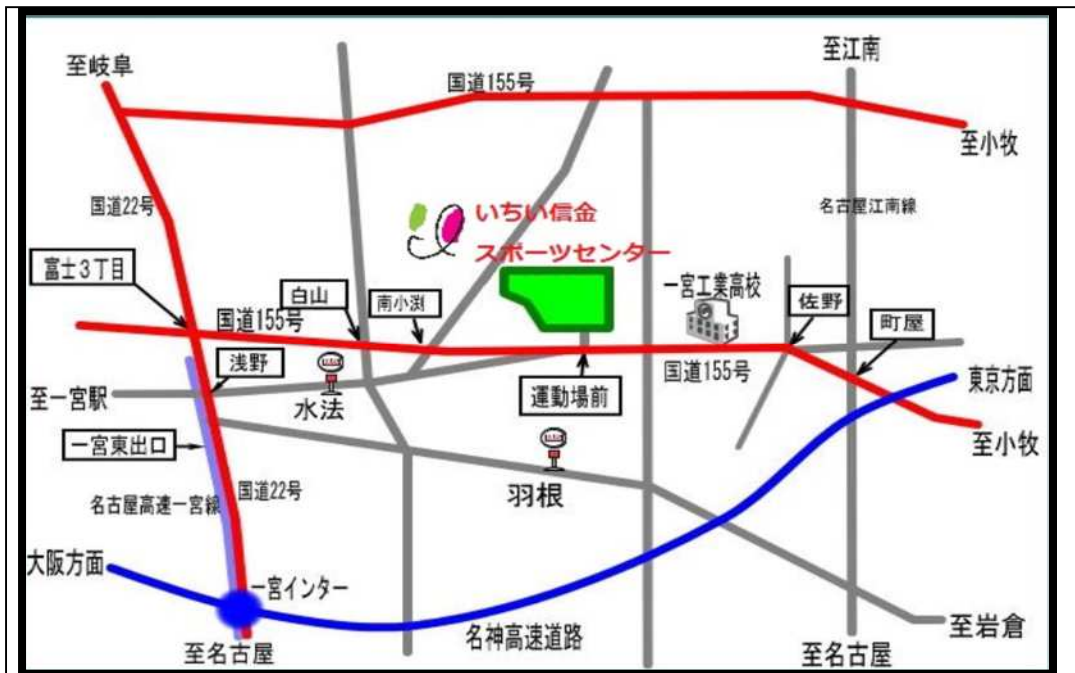 至江南
至岐阜
国道155号
至小牧
国道22号
名古屋江南線
いちい信金
スポーツセンター
富士3丁目
白山
南小渕
一宮工業高校
佐野
町屋
国道155号
浅野
国道155号
東京方面
至一宮駅
水法
運動場前
至小牧
一宮東出口
国道22号
羽根
名古屋高速一宮線
大阪方面
一宮インター
名神高速道路
至岩倉
至名古屋
至名古屋